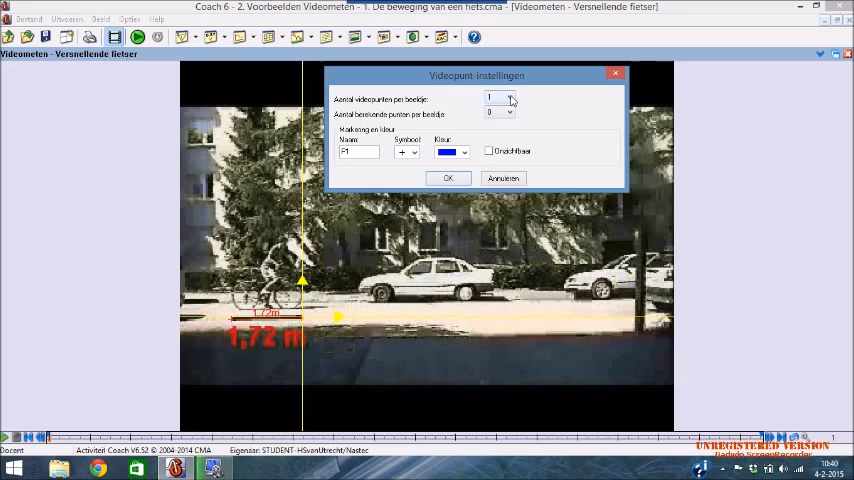 Coach 6 - 2. Voorbeelden Videometen - 1. De beweging van een fiets.cma - [Videometen - Versnellende fietser]
Bestand Uitvoeren Beeld Opties Help
Videometen - Versnellende fietser
Videopunt-instellingen
Aantal videopunten per beeldje: 1
Aantal berekende punten per beeldje: 0
Markering en kleur
Naam: Symbool: Kleur:
P1 + Onzichtbaar
OK Annuleren
1,72m
1,72 m
1
UNREGISTERED VERSION
Docent Activiteit Coach V6.52 © 2004-2014 CMA Eigenaar: STUDENT-HSvanUtrecht/Nastec
10:40
4-2-2015